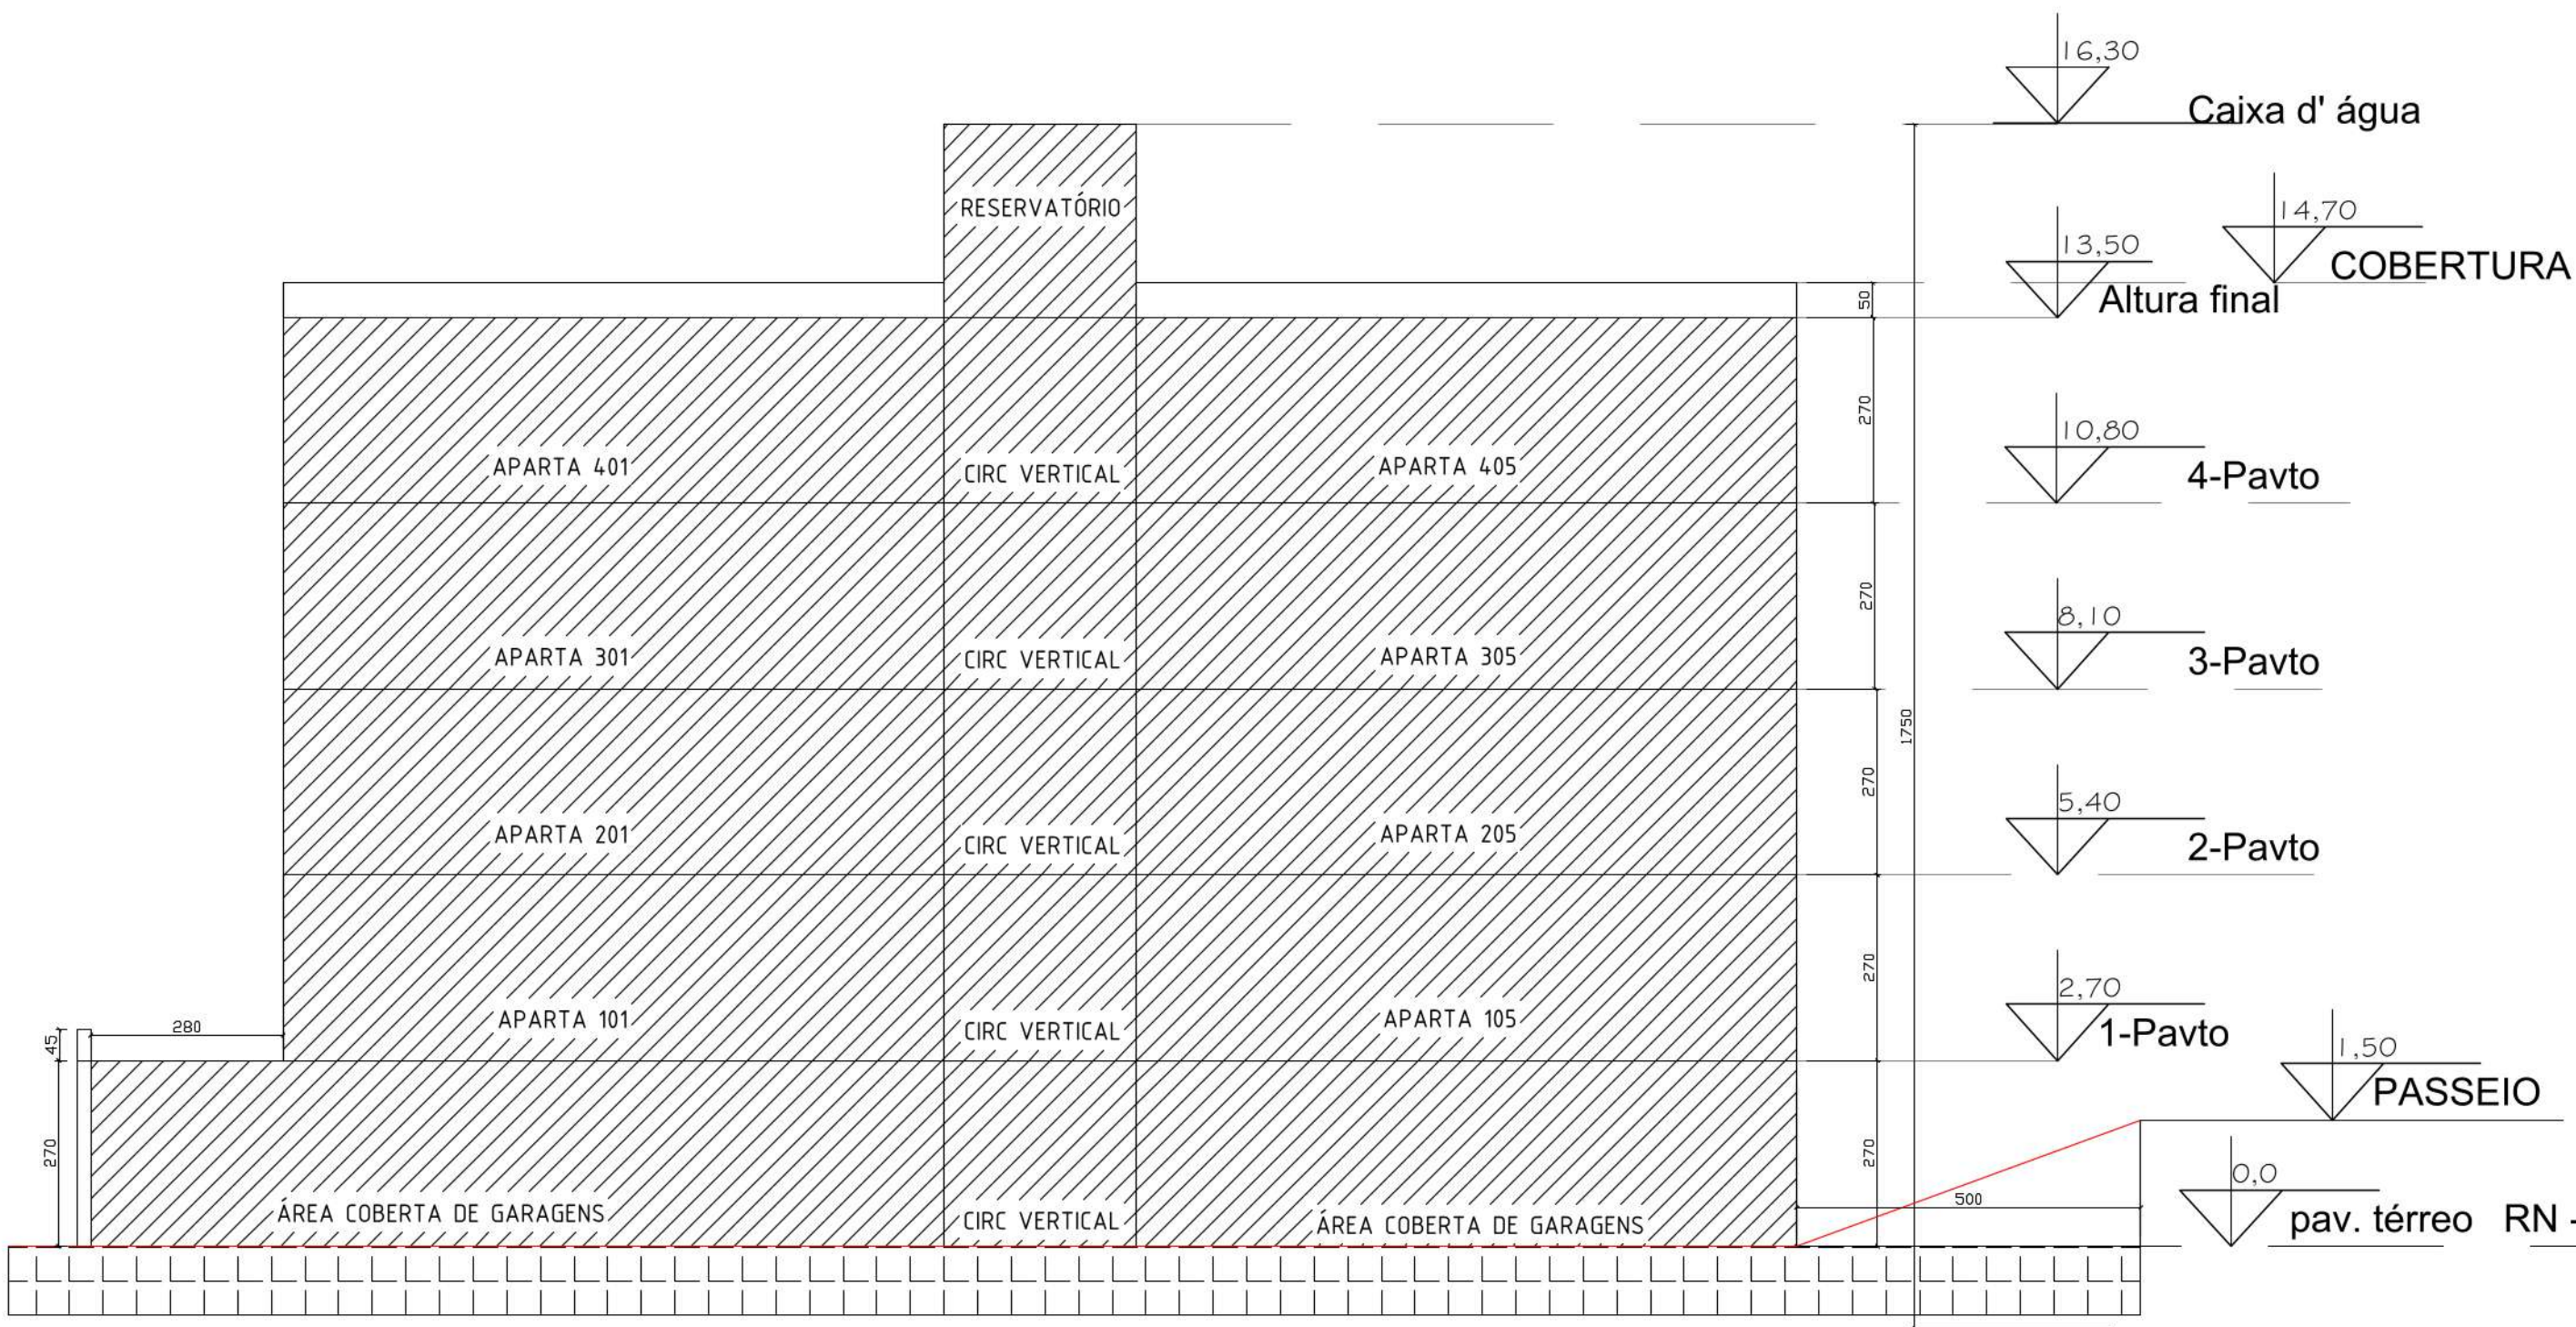 16,30
Caixa d' água
RESERVATÓRIO
14,70
COBERTURA
13,50
Altura final
50
270
10,80
4-Pavto
APARTA 401
CIRC VERTICAL
APARTA 405
270
8,10
3-Pavto
APARTA 301
CIRC VERTICAL
APARTA 305
1750
270
5,40
2-Pavto
APARTA 201
CIRC VERTICAL
APARTA 205
270
2,70
1-Pavto
APARTA 101
CIRC VERTICAL
APARTA 105
280
45
1,50
PASSEIO
270
270
500
0,0
pav. térreo RN -
ÁREA COBERTA DE GARAGENS
CIRC VERTICAL
ÁREA COBERTA DE GARAGENS